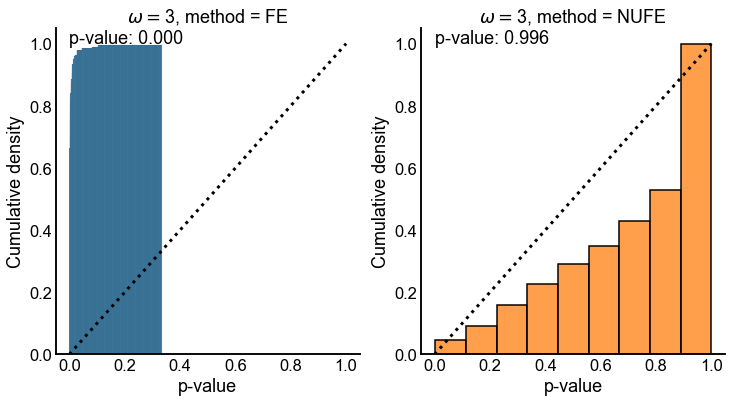 ω = 3, method = FE
p-value: 0.000
1.0
0.8
0.6
0.4
0.2
0.0
Cumulative density
0.0 0.2 0.4 0.6 0.8 1.0
p-value
ω = 3, method = NUFE
p-value: 0.996
1.0
0.8
0.6
0.4
0.2
0.0
Cumulative density
0.0 0.2 0.4 0.6 0.8 1.0
p-value